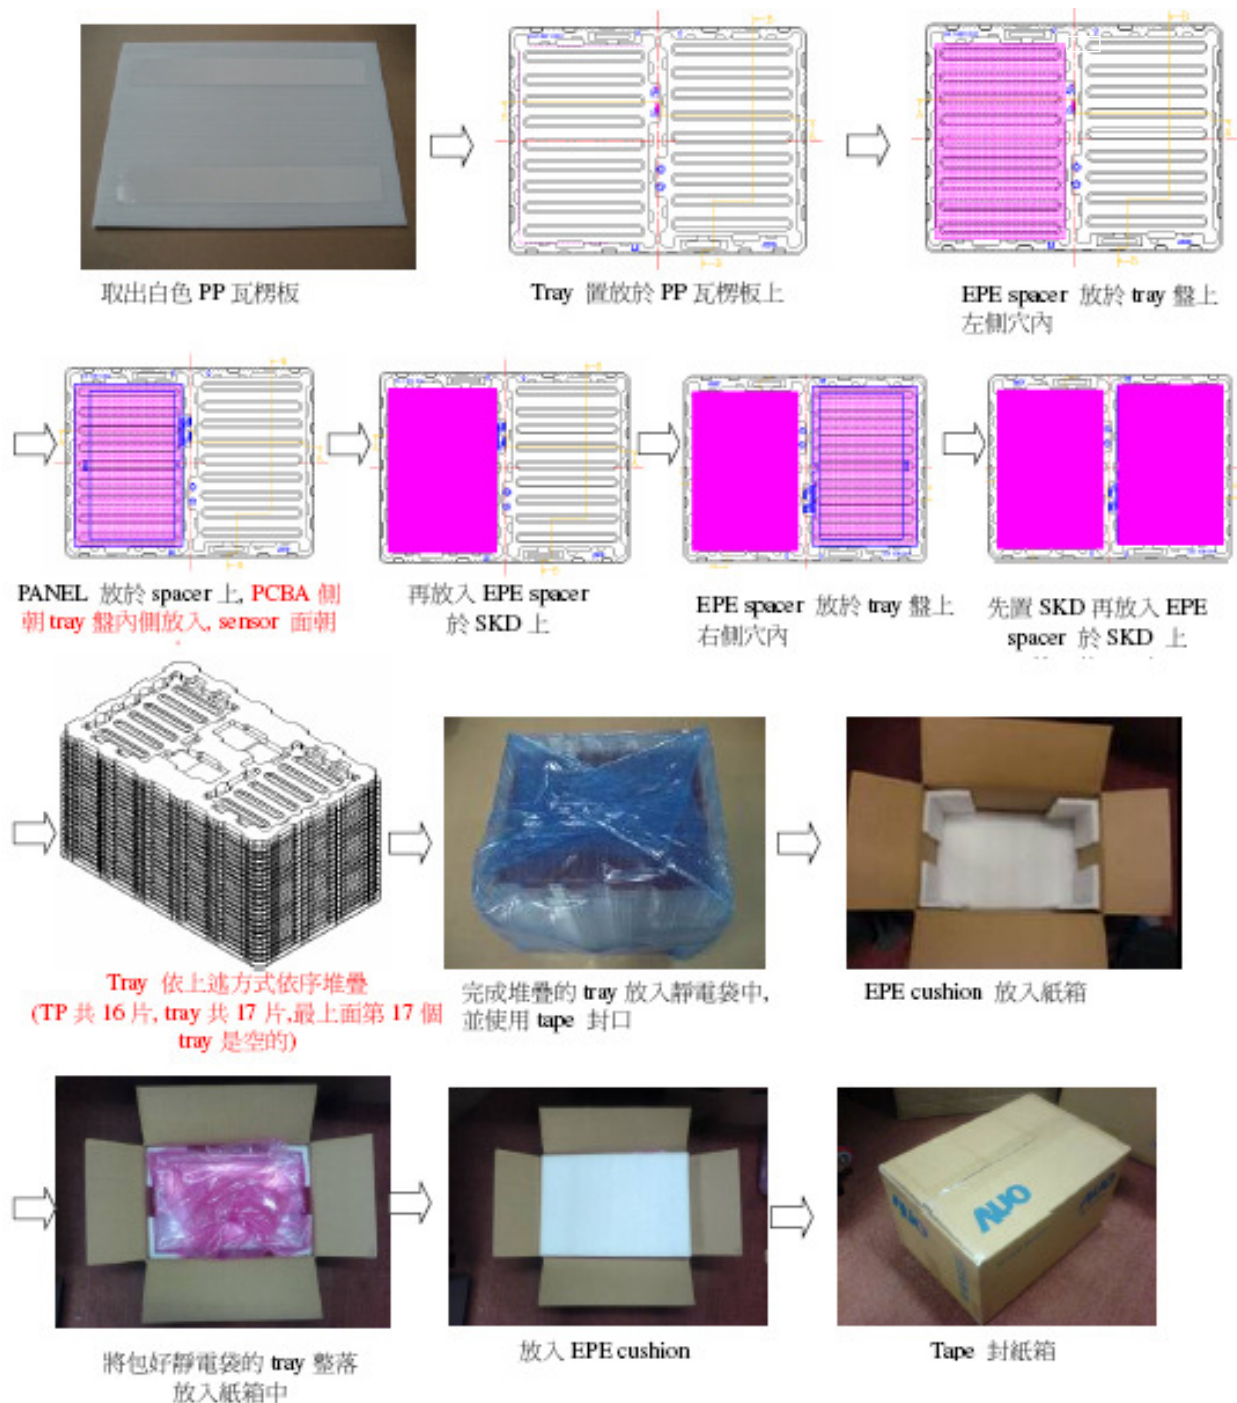 取出白色 PP 瓦楞板
Tray 置放於 PP 瓦楞板上
EPE spacer 放於 tray 盤上
左側穴內
PANEL 放於 spacer 上, PCBA 側
朝 tray 盤內側放入, sensor 面朝
再放入 EPE spacer
於 SKD 上
EPE spacer 放於 tray 盤上
右側穴內
先置 SKD 再放入 EPE
spacer 於 SKD 上
Tray 依上述方式依序堆疊
(TP 共 16 片, tray 共 17 片,最上面第 17 個
tray 是空的)
完成堆疊的 tray 放入靜電袋中,
並使用 tape 封口
EPE cushion 放入紙箱
將包好靜電袋的 tray 整落
放入紙箱中
放入 EPE cushion
AUO
Tape 封紙箱